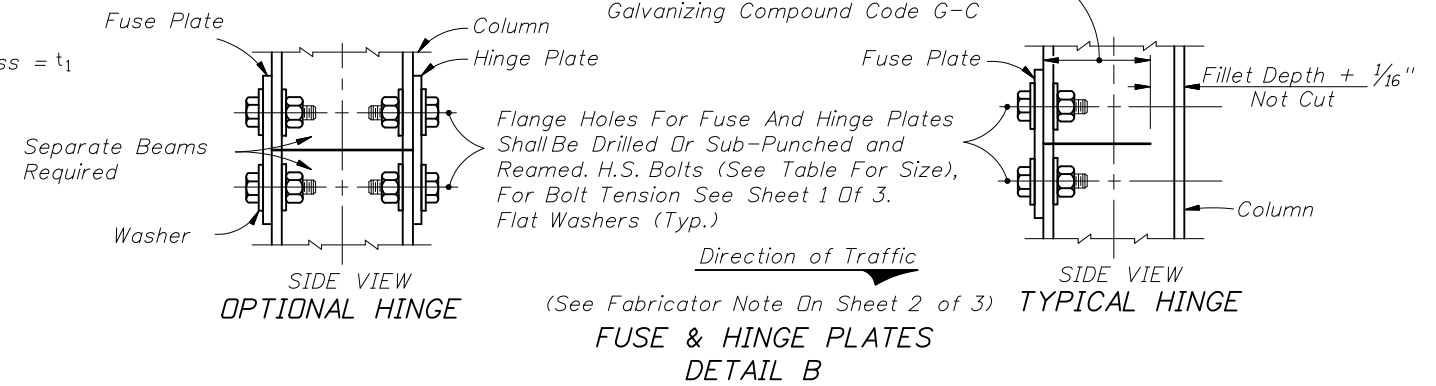 Galvanizing Compound Code G-C
Fuse Plate
Column
Hinge Plate
ss = t₁
Separate Beams
Required
Washer
SIDE VIEW
OPTIONAL HINGE
Flange Holes For Fuse And Hinge Plates
Shall Be Drilled Or Sub-Punched and
Reamed. H.S. Bolts (See Table For Size),
For Bolt Tension See Sheet 1 Of 3.
Flat Washers (Typ.)
Direction of Traffic
(See Fabricator Note On Sheet 2 of 3)
FUSE & HINGE PLATES
DETAIL B
Fuse Plate
Fillet Depth + 1/16"
Not Cut
Column
SIDE VIEW
TYPICAL HINGE